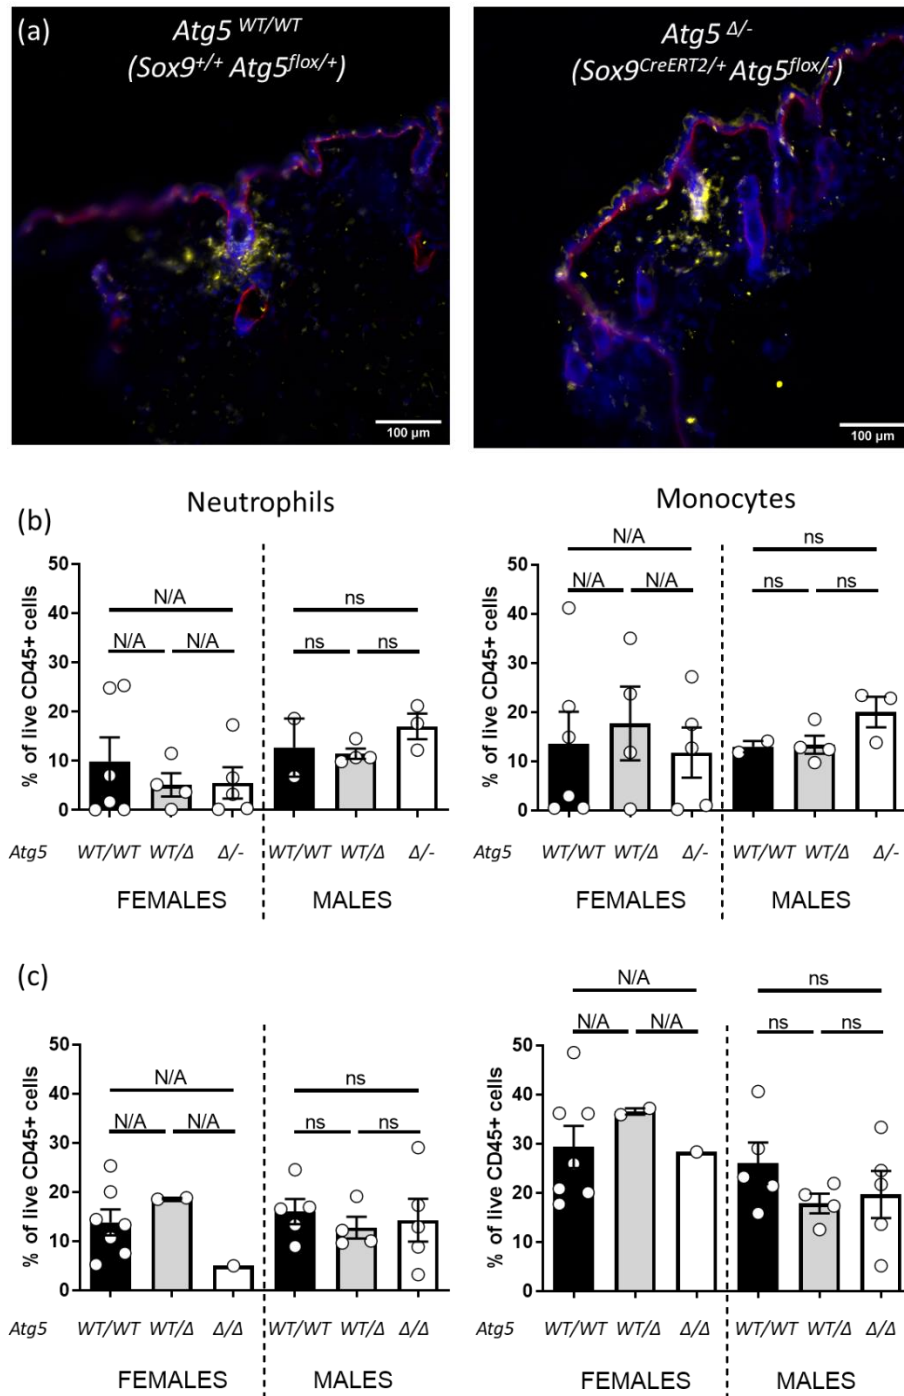 (a)
Atg5 WT/WT
(Sox9+/+ Atg5flox/+)
100 µm
Atg5 Δ/-
(Sox9CreERT2/+ Atg5flox/-)
100 µm
(b)
Neutrophils
% of live CD45+ cells
50
40
30
20
10
0
N/A
N/A N/A
ns
ns ns
Atg5 WT/WT WT/Δ Δ/- WT/WT WT/Δ Δ/-
FEMALES MALES
Monocytes
% of live CD45+ cells
50
40
30
20
10
0
N/A
N/A N/A
ns
ns ns
Atg5 WT/WT WT/Δ Δ/- WT/WT WT/Δ Δ/-
FEMALES MALES
(c)
% of live CD45+ cells
50
40
30
20
10
0
N/A
N/A N/A
ns
ns ns
Atg5 WT/WT WT/Δ Δ/Δ WT/WT WT/Δ Δ/Δ
FEMALES MALES
% of live CD45+ cells
50
40
30
20
10
0
N/A
N/A N/A
ns
ns ns
Atg5 WT/WT WT/Δ Δ/Δ WT/WT WT/Δ Δ/Δ
FEMALES MALES